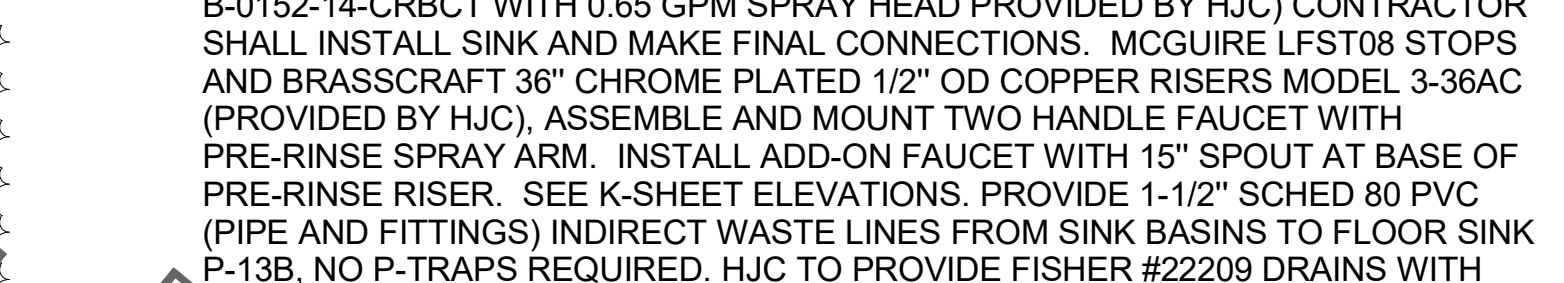 B-0152-14-CRBCT WITH 0.65 GPM SPRAY HEAD PROVIDED BY HJC) CONTRACTOR
SHALL INSTALL SINK AND MAKE FINAL CONNECTIONS.  MCGUIRE LFST08 STOPS
AND BRASSCRAFT 36" CHROME PLATED 1/2" OD COPPER RISERS MODEL 3-36AC
(PROVIDED BY HJC), ASSEMBLE AND MOUNT TWO HANDLE FAUCET WITH
PRE-RINSE SPRAY ARM.  INSTALL ADD-ON FAUCET WITH 15" SPOUT AT BASE OF
PRE-RINSE RISER.  SEE K-SHEET ELEVATIONS. PROVIDE 1-1/2" SCHED 80 PVC
(PIPE AND FITTINGS) INDIRECT WASTE LINES FROM SINK BASINS TO FLOOR SINK
P-13B, NO P-TRAPS REQUIRED. HJC TO PROVIDE FISHER #22209 DRAINS WITH